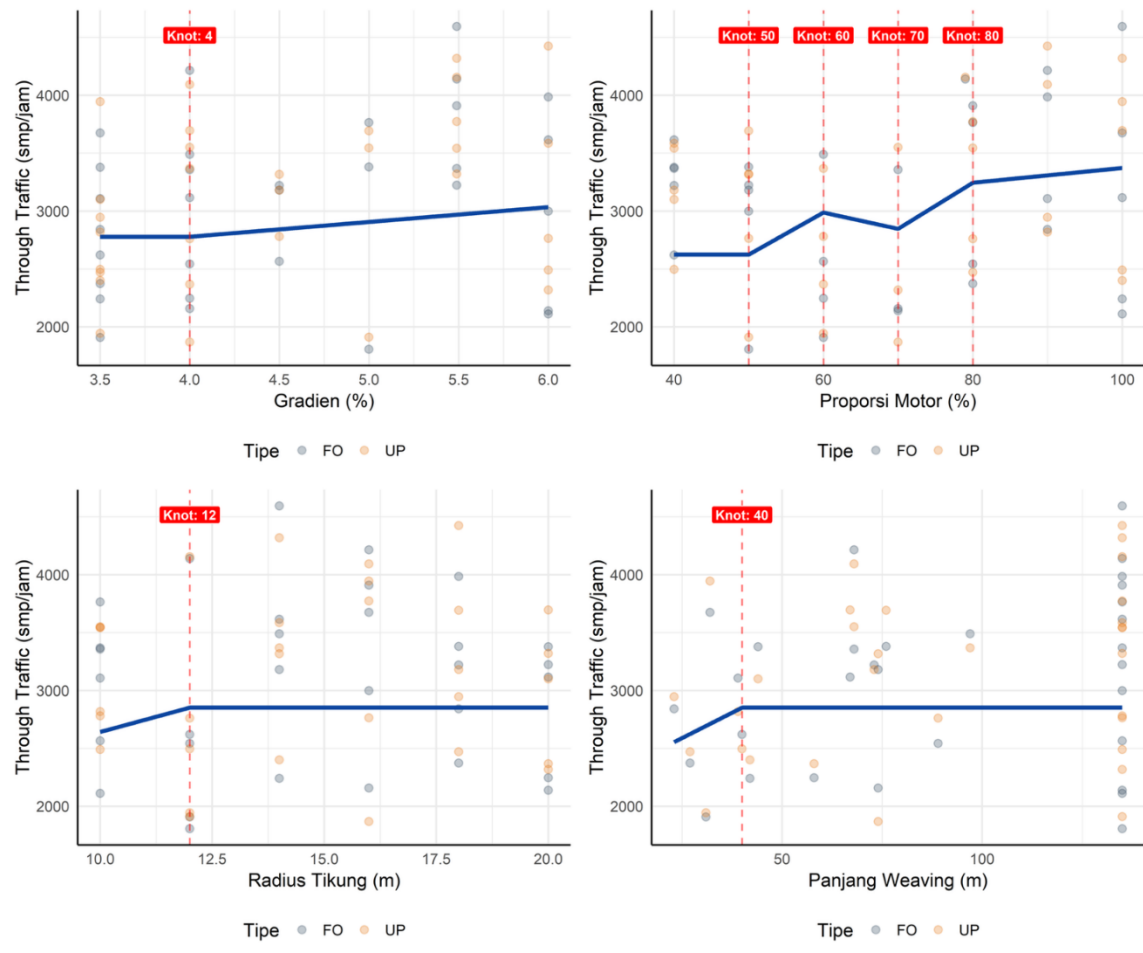 Knot: 4
Through Traffic (smp/jam)
4000
3000
2000
3.5 4.0 4.5 5.0 5.5 6.0
Gradien (%)
Tipe FO UP
Knot: 50 Knot: 60 Knot: 70 Knot: 80
Through Traffic (smp/jam)
4000
3000
2000
40 60 80 100
Proporsi Motor (%)
Tipe FO UP
Knot: 12
Through Traffic (smp/jam)
4000
3000
2000
10.0 12.5 15.0 17.5 20.0
Radius Tikung (m)
Tipe FO UP
Knot: 40
Through Traffic (smp/jam)
4000
3000
2000
50 100
Panjang Weaving (m)
Tipe FO UP